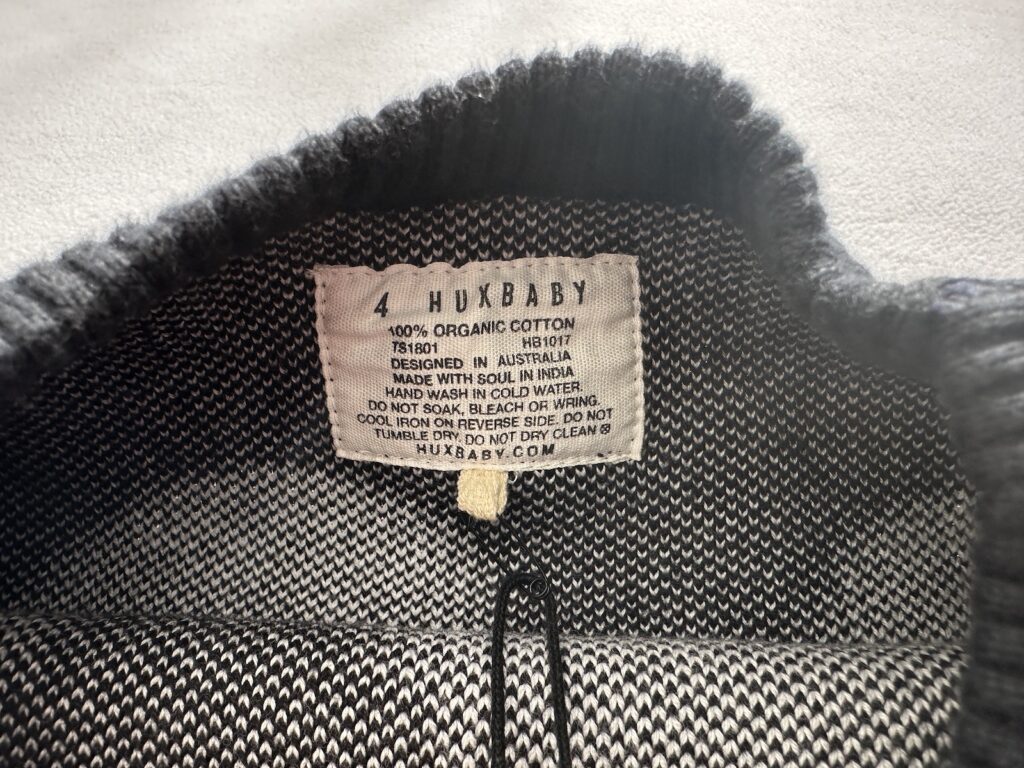 4 HUXBABY
100% ORGANIC COTTON
TS1801 HB1017
DESIGNED IN AUSTRALIA
MADE WITH SOUL IN INDIA
HAND WASH IN COLD WATER.
DO NOT SOAK, BLEACH OR WRING.
COOL IRON ON REVERSE SIDE. DO NOT
TUMBLE DRY. DO NOT DRY CLEAN
HUXBABY.COM